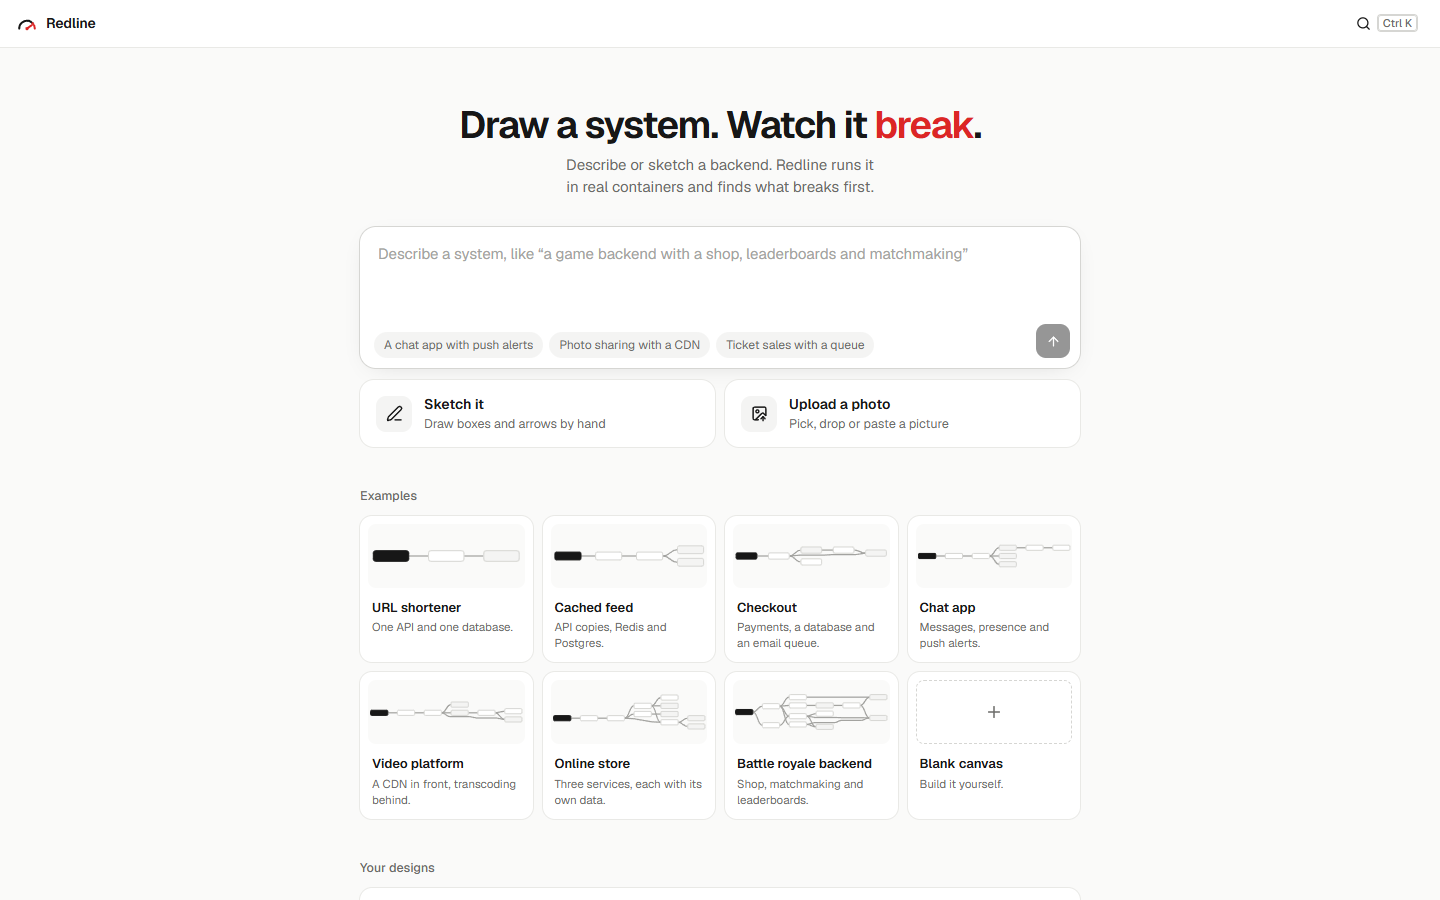 Redline
Ctrl K
Draw a system. Watch it break.
Describe or sketch a backend. Redline runs it
in real containers and finds what breaks first.
Describe a system, like “a game backend with a shop, leaderboards and matchmaking”
A chat app with push alerts
Photo sharing with a CDN
Ticket sales with a queue
Sketch it
Draw boxes and arrows by hand
Upload a photo
Pick, drop or paste a picture
Examples
URL shortener
One API and one database.
Cached feed
API copies, Redis and
Postgres.
Checkout
Payments, a database and
an email queue.
Chat app
Messages, presence and
push alerts.
Video platform
A CDN in front, transcoding
behind.
Online store
Three services, each with its
own data.
Battle royale backend
Shop, matchmaking and
leaderboards.
Blank canvas
Build it yourself.
Your designs